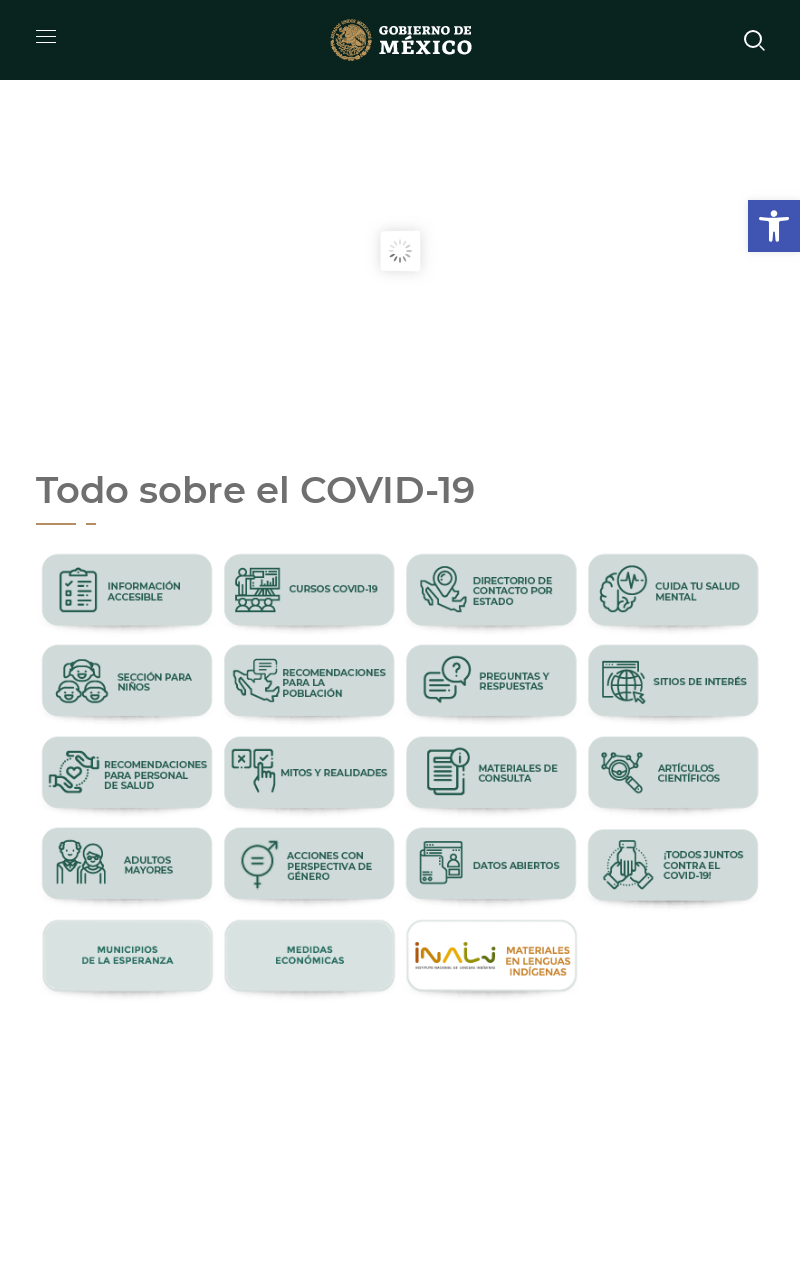 GOBIERNO DE
MÉXICO
Todo sobre el COVID-19
INFORMACIÓN
ACCESIBLE
CURSOS COVID-19
DIRECTORIO DE
CONTACTO POR
ESTADO
CUIDA TU SALUD
MENTAL
SECCIÓN PARA
NIÑOS
RECOMENDACIONES
PARA LA
POBLACIÓN
PREGUNTAS Y
RESPUESTAS
SITIOS DE INTERÉS
RECOMENDACIONES
PARA PERSONAL
DE SALUD
MITOS Y REALIDADES
MATERIALES DE
CONSULTA
ARTÍCULOS
CIENTÍFICOS
ADULTOS
MAYORES
ACCIONES CON
PERSPECTIVA DE
GÉNERO
DATOS ABIERTOS
¡TODOS JUNTOS
CONTRA EL
COVID-19!
MUNICIPIOS
DE LA ESPERANZA
MEDIDAS
ECONÓMICAS
INALI
INSTITUTO NACIONAL DE LENGUAS INDÍGENAS
MATERIALES
EN LENGUAS
INDÍGENAS